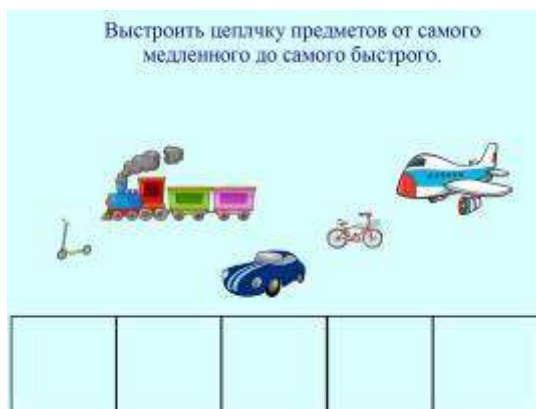 Выстроить цеплчку предметов от самого
медленного до самого быстрого.